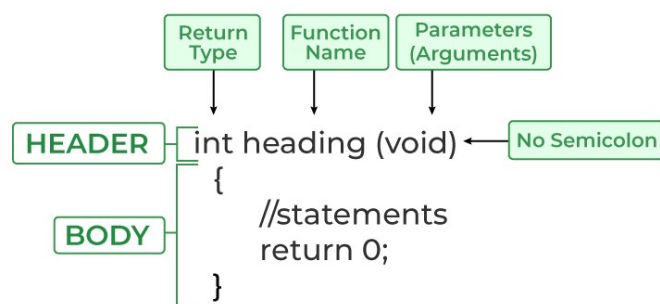 Return
Type
Function
Name
Parameters
(Arguments)
HEADER
int heading (void)
No Semicolon
{
//statements
BODY
return 0;
}